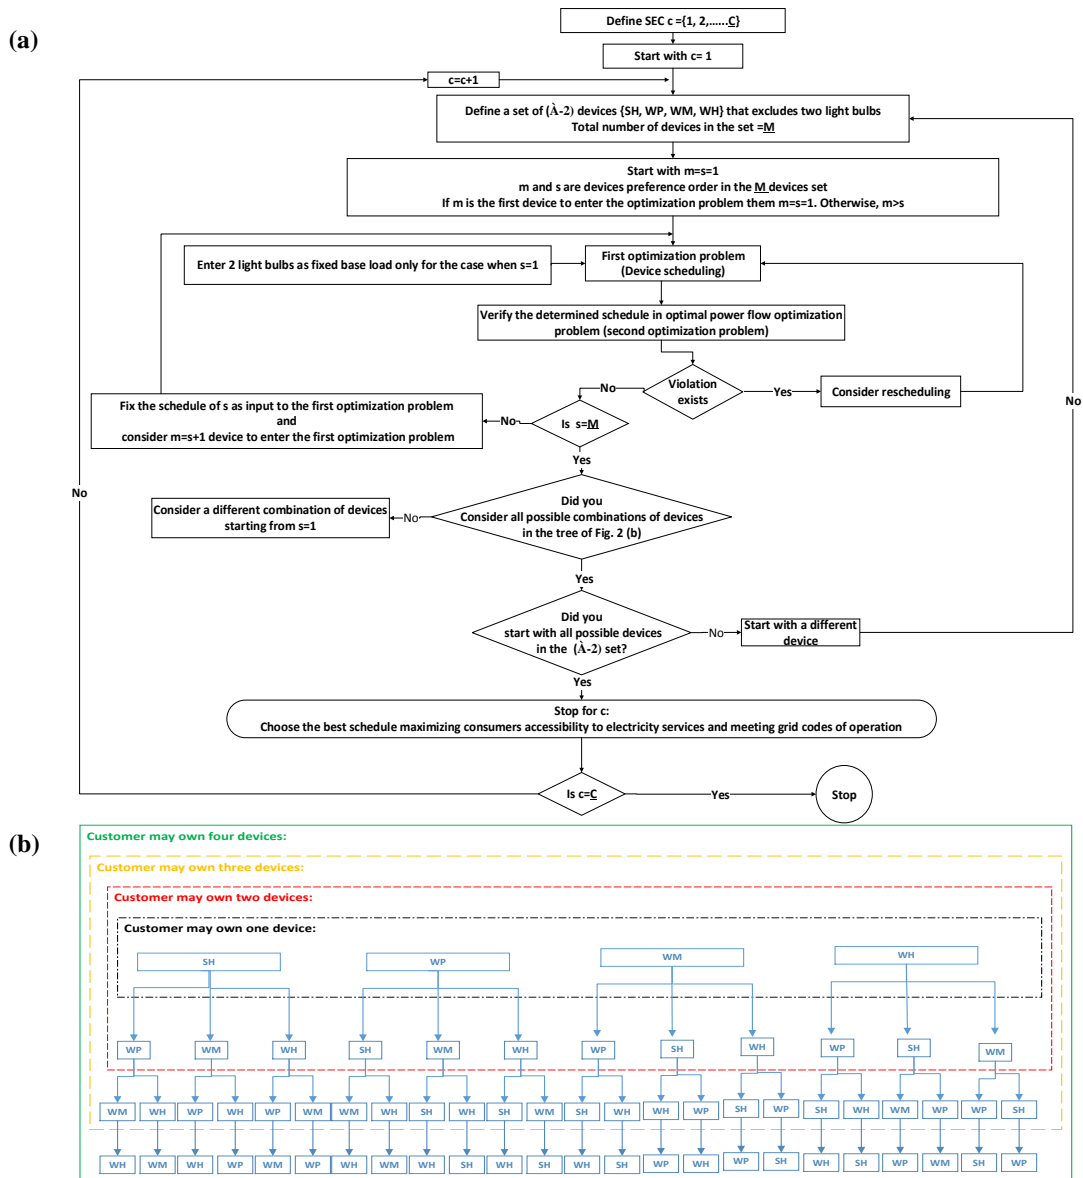 (a)
Define SEC c ={1, 2,......C}
Start with c= 1
c=c+1
Define a set of (À-2) devices {SH, WP, WM, WH} that excludes two light bulbs
Total number of devices in the set =M
Start with m=s=1
m and s are devices preference order in the M devices set
If m is the first device to enter the optimization problem them m=s=1. Otherwise, m>s
Enter 2 light bulbs as fixed base load only for the case when s=1
First optimization problem
(Device scheduling)
Verify the determined schedule in optimal power flow optimization
problem (second optimization problem)
Violation
exists
No
Yes
Consider rescheduling
No
Fix the schedule of s as input to the first optimization problem
and
consider m=s+1 device to enter the first optimization problem
No
Is s=M
Yes
No
Consider a different combination of devices
starting from s=1
No
Did you
Consider all possible combinations of devices
in the tree of Fig. 2 (b)
Yes
Did you
start with all possible devices
in the (À-2) set?
No
Start with a different
device
Yes
Stop for c:
Choose the best schedule maximizing consumers accessibility to electricity services and meeting grid codes of operation
Is c=C
Yes
Stop
(b)
Customer may own four devices:
Customer may own three devices:
Customer may own two devices:
Customer may own one device:
SH WP WM WH
WP WM WH SH WM WH WP SH WH WP SH WM
WM WH WP WH WP WM WM WH SH WH SH WM SH WH WH WP SH WP SH WH WM WP WP SH
WH WM WH WP WM WP WH WM WH SH WH SH WH SH WP WH WP SH WH SH WP WM SH WP